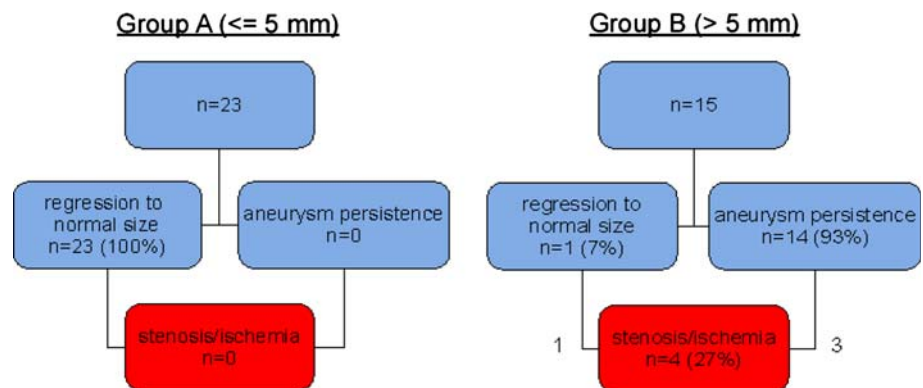 Group A (<= 5 mm)
n=23
regression to
normal size
n=23 (100%)
aneurysm persistence
n=0
stenosis/ischemia
n=0
Group B (> 5 mm)
n=15
regression to
normal size
n=1 (7%)
aneurysm persistence
n=14 (93%)
1
stenosis/ischemia
n=4 (27%)
3